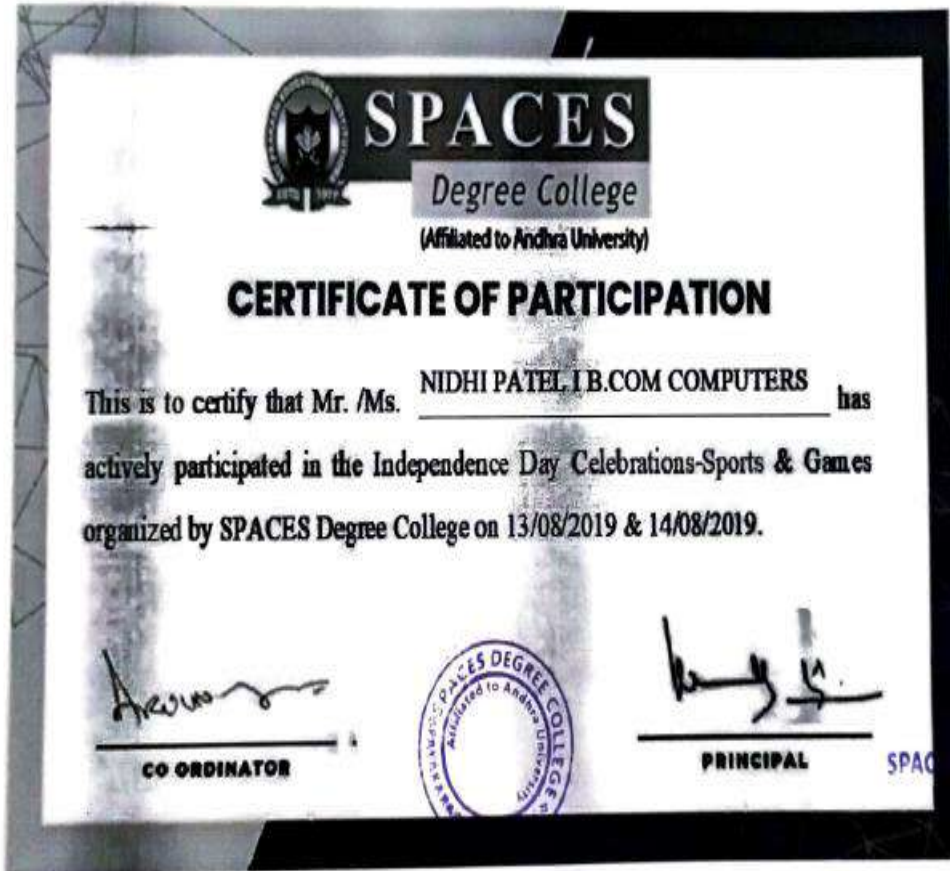 SPACES
Degree College
(Affiliated to Andhra University)
CERTIFICATE OF PARTICIPATION
This is to certify that Mr. /Ms. NIDHI PATEL, I B.COM COMPUTERS has
actively participated in the Independence Day Celebrations-Sports & Games
organized by SPACES Degree College on 13/08/2019 & 14/08/2019.
SPACES DEGREE COLLEGE
Affiliated to Andhra University
CO ORDINATOR
PRINCIPAL
SPAC